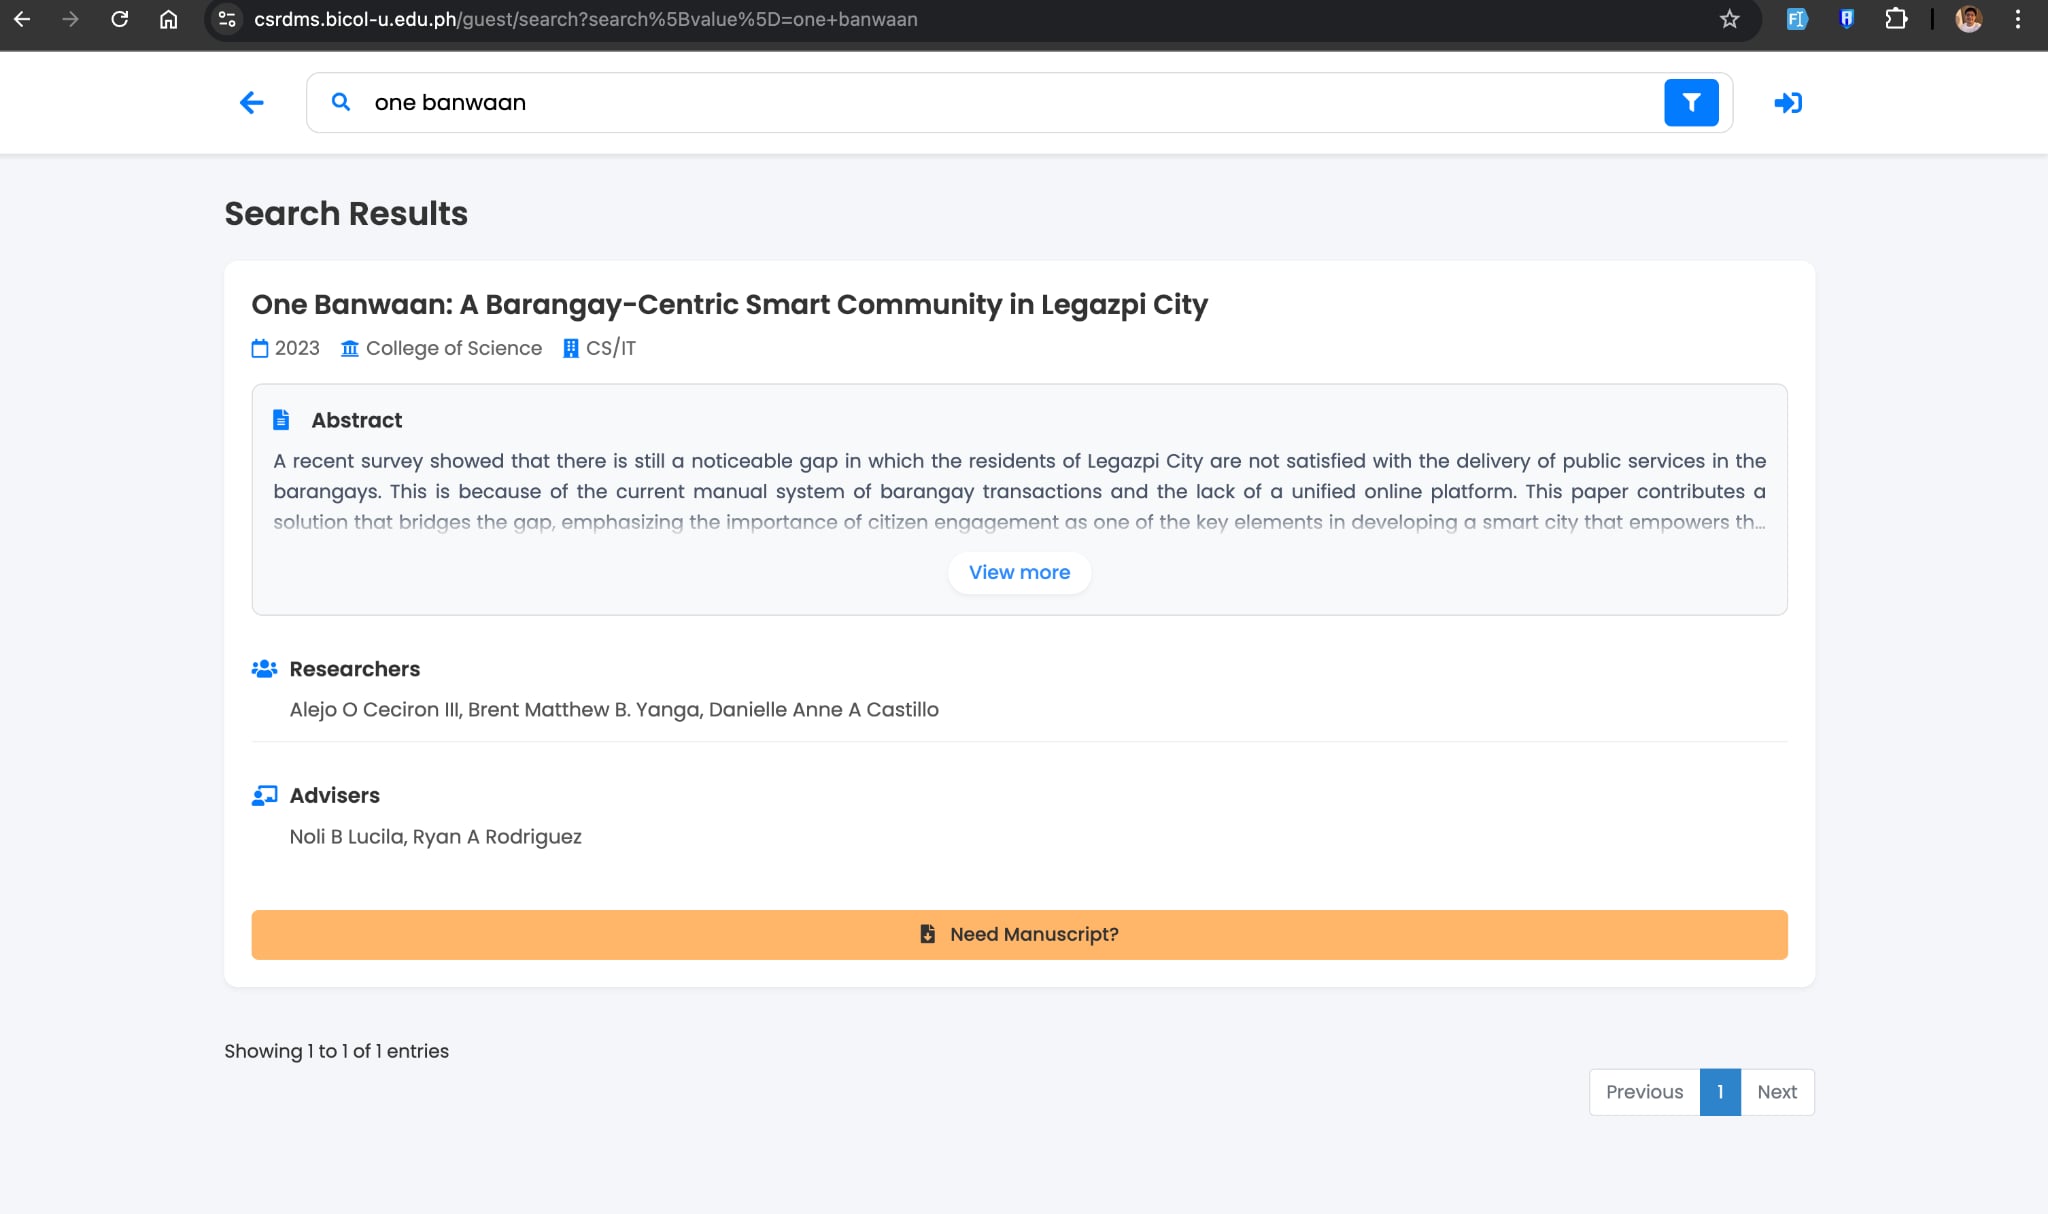 csrdms.bicol-u.edu.ph/guest/search?search%5Bvalue%5D=one+banwaan
one banwaan
Search Results
One Banwaan: A Barangay-Centric Smart Community in Legazpi City
2023 College of Science CS/IT
Abstract
A recent survey showed that there is still a noticeable gap in which the residents of Legazpi City are not satisfied with the delivery of public services in the
barangays. This is because of the current manual system of barangay transactions and the lack of a unified online platform. This paper contributes a
solution that bridges the gap, emphasizing the importance of citizen engagement as one of the key elements in developing a smart city that empowers th...
View more
Researchers
Alejo O Ceciron III, Brent Matthew B. Yanga, Danielle Anne A Castillo
Advisers
Noli B Lucila, Ryan A Rodriguez
Need Manuscript?
Showing 1 to 1 of 1 entries
Previous 1 Next